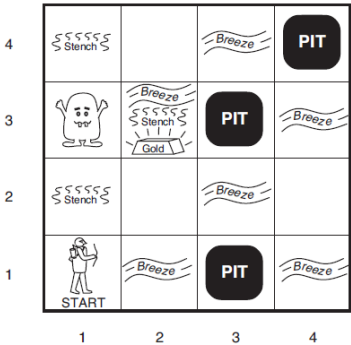 4
Stench
Breeze
PIT
3
Breeze
Stench
Gold
PIT
Breeze
2
Stench
Breeze
1
START
Breeze
PIT
Breeze
1 2 3 4